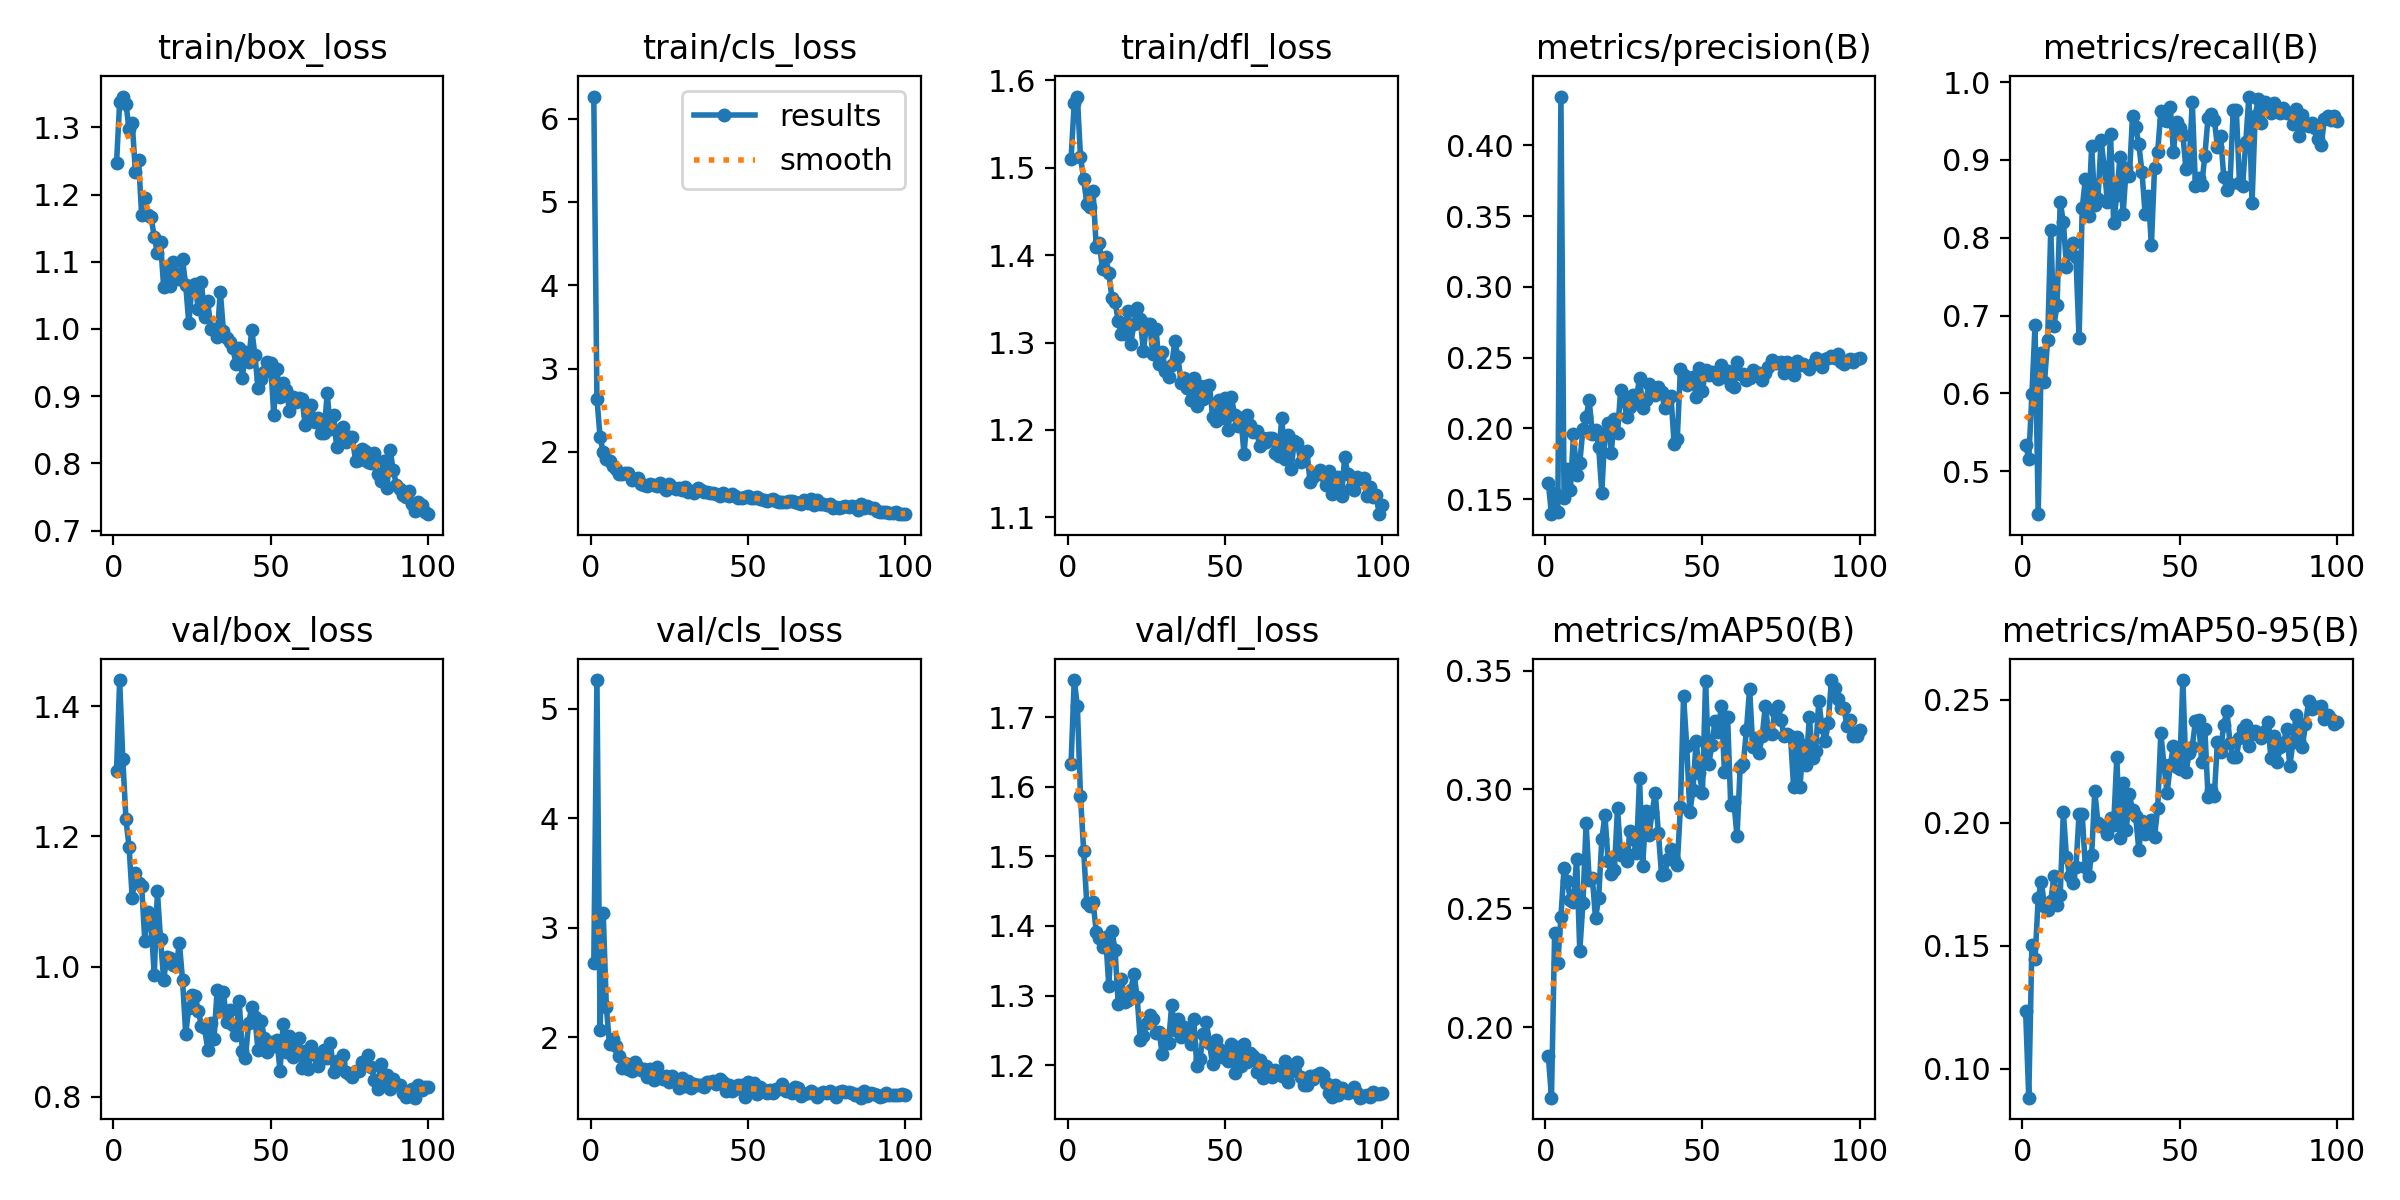 train/box_loss
1.3
1.2
1.1
1.0
0.9
0.8
0.7
0 50 100
train/cls_loss
results
smooth
6
5
4
3
2
0 50 100
train/dfl_loss
1.6
1.5
1.4
1.3
1.2
1.1
0 50 100
metrics/precision(B)
0.40
0.35
0.30
0.25
0.20
0.15
0 50 100
metrics/recall(B)
1.0
0.9
0.8
0.7
0.6
0.5
0 50 100
val/box_loss
1.4
1.2
1.0
0.8
0 50 100
val/cls_loss
5
4
3
2
0 50 100
val/dfl_loss
1.7
1.6
1.5
1.4
1.3
1.2
0 50 100
metrics/mAP50(B)
0.35
0.30
0.25
0.20
0 50 100
metrics/mAP50-95(B)
0.25
0.20
0.15
0.10
0 50 100